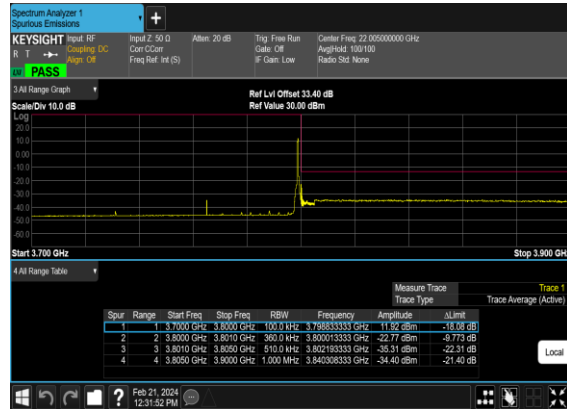 Spectrum Analyzer 1
Spurious Emissions
+
KEYSIGHT Input: RF Input Z: 50 Ω Atten: 20 dB Trig: Free Run Center Freq: 22.005000000 GHz
R T Coupling: DC Corr CCorr Gate: Off Avg|Hold: 100/100
Align: Off Freq Ref: Int (S) IF Gain: Low Radio Std: None
LW PASS
3 All Range Graph Ref Lvl Offset 33.40 dB
Scale/Div 10.0 dB Ref Value 30.00 dBm
Log
20.0
10.0
0.00
-10.0
-20.0
-30.0
-40.0
-50.0
-60.0
Start 3.700 GHz Stop 3.900 GHz
4 All Range Table
Measure Trace Trace 1
Trace Type Trace Average (Active)
Spur Range Start Freq Stop Freq RBW Frequency Amplitude ΔLimit
1 1 3.7000 GHz 3.8000 GHz 100.0 kHz 3.798833333 GHz 11.92 dBm -18.08 dB
2 2 3.8000 GHz 3.8010 GHz 360.0 kHz 3.800013333 GHz -22.77 dBm -9.773 dB
3 3 3.8010 GHz 3.8050 GHz 510.0 kHz 3.802193333 GHz -35.31 dBm -22.31 dB
4 4 3.8050 GHz 3.9000 GHz 1.000 MHz 3.840308333 GHz -34.40 dBm -21.40 dB
Local
? Feb 21, 2024
12:31:52 PM